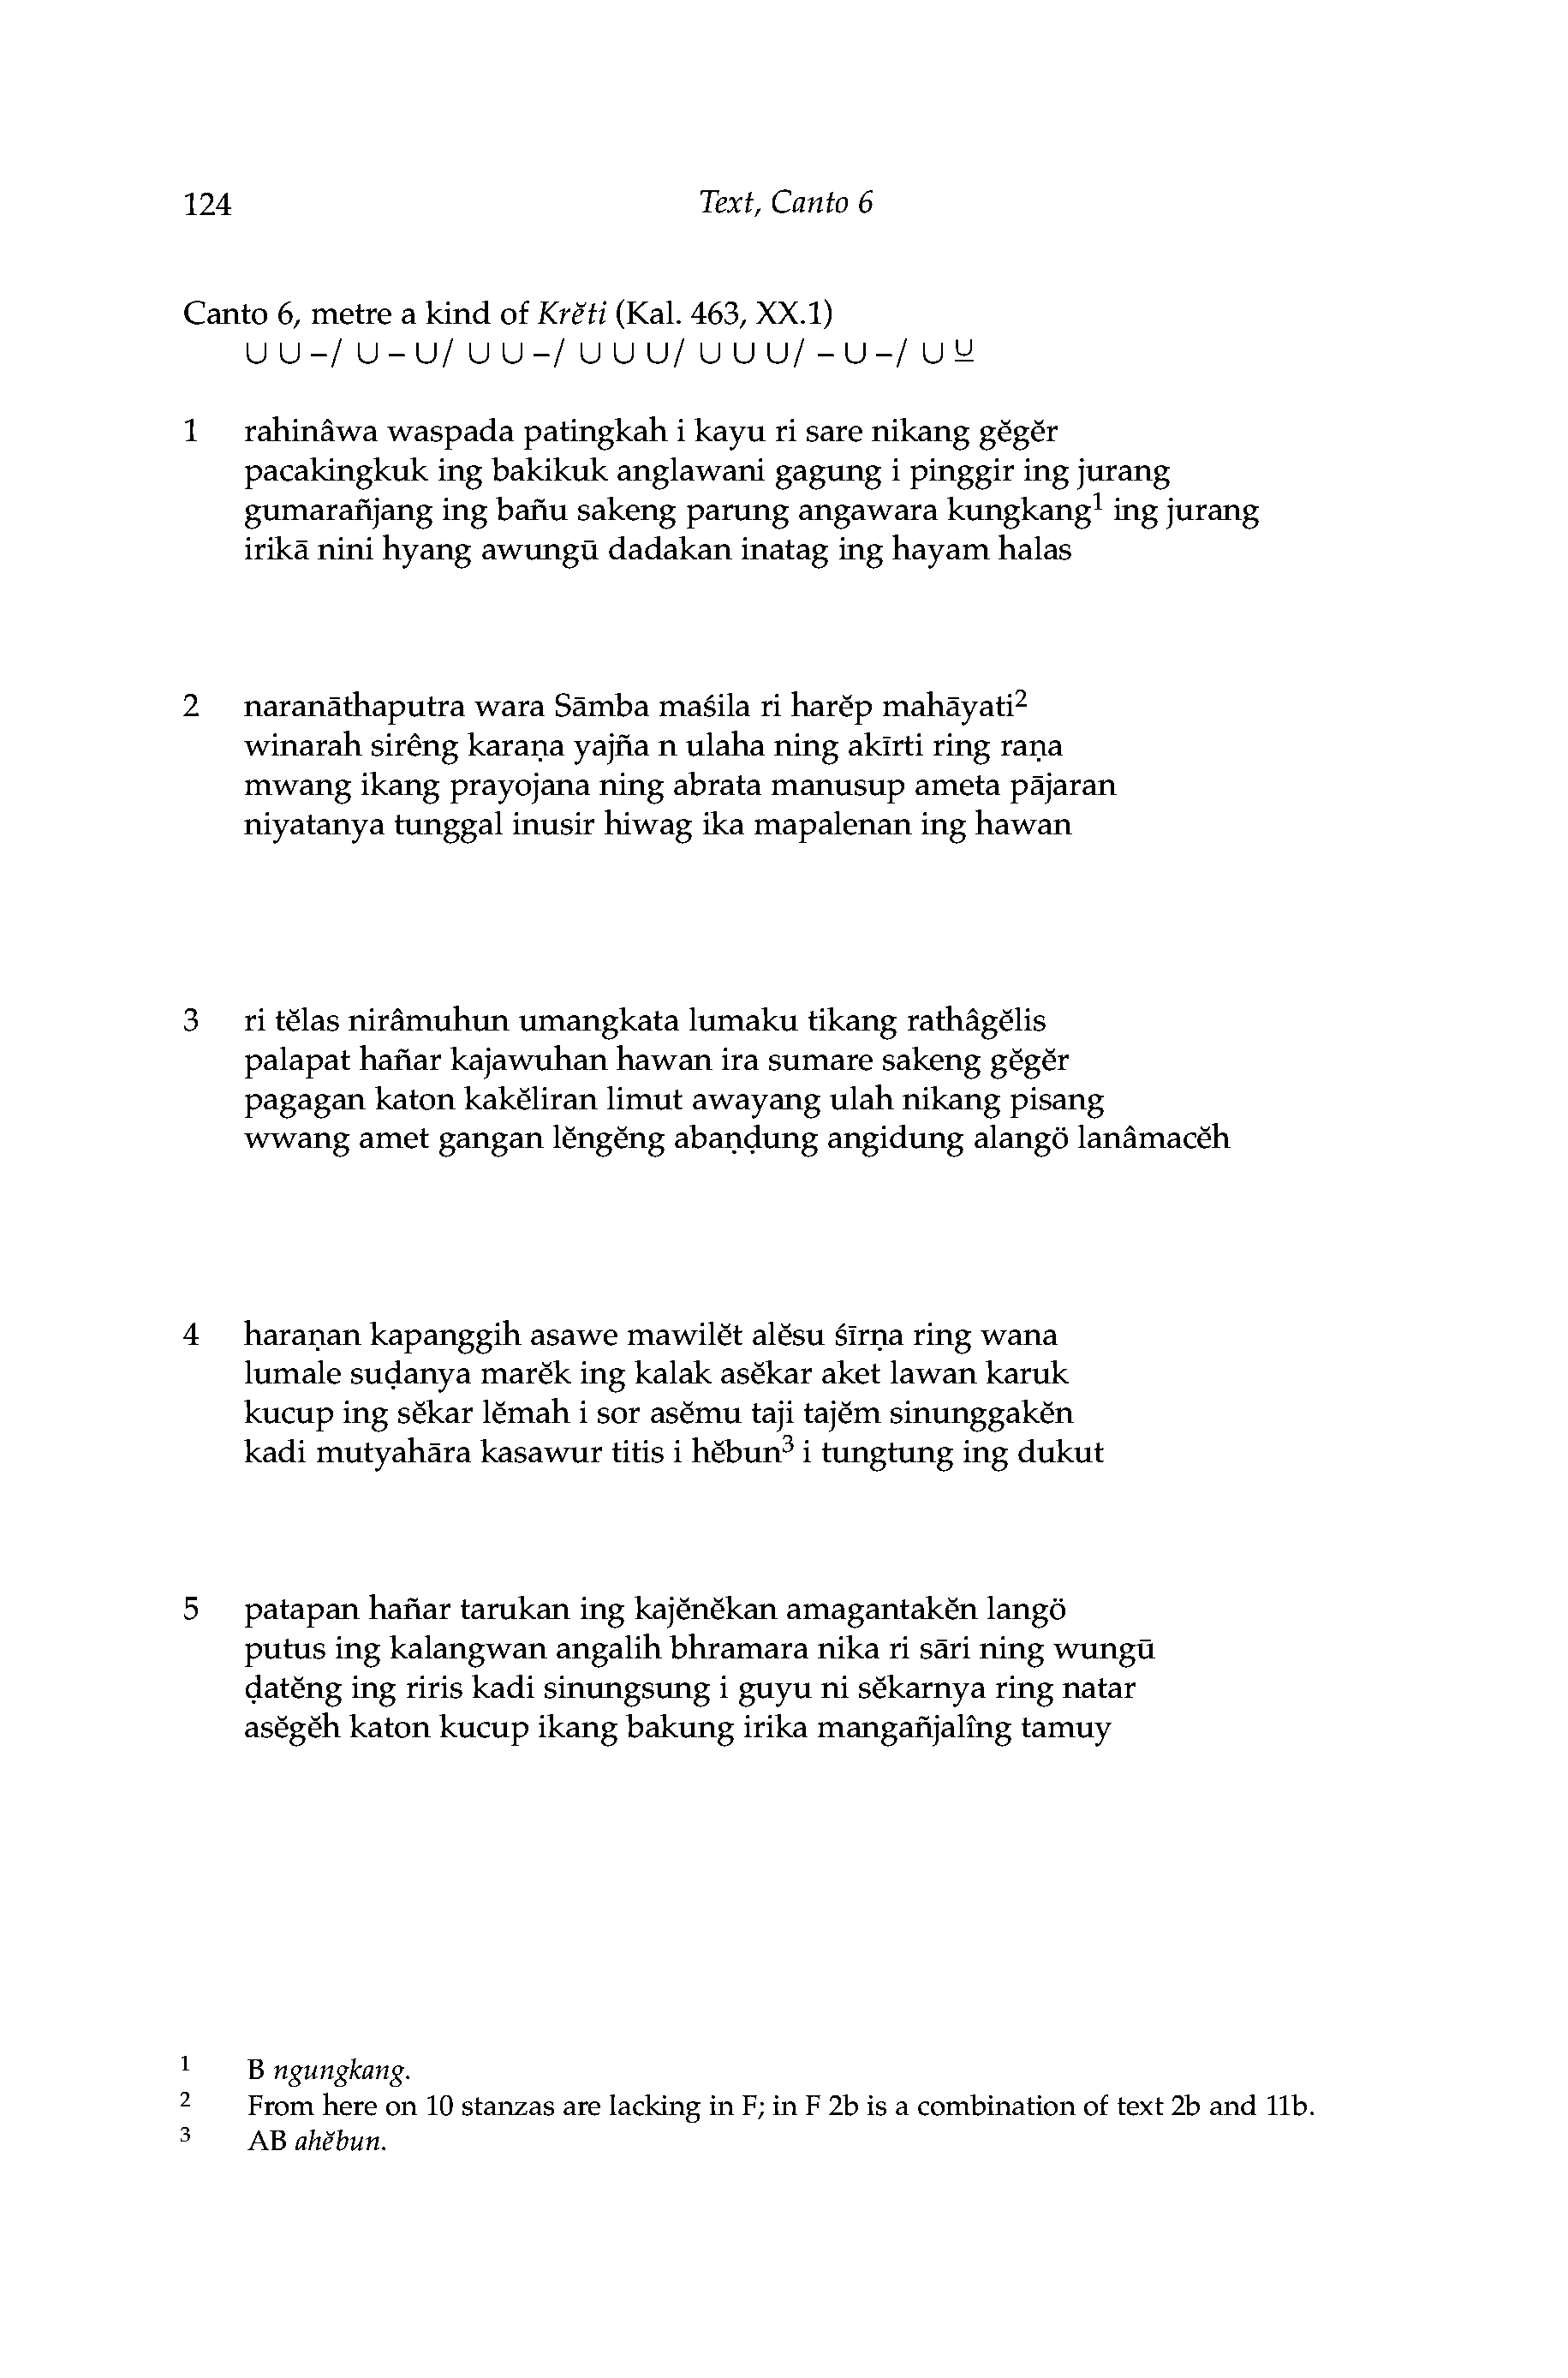 124 Text, Canto 6
Canto 6, metre a kind of Krĕti (Kal. 463, XX.1)
∪ ∪ –/ ∪ – ∪/ ∪ ∪ –/ ∪ ∪ ∪/ ∪ ∪ ∪/ – ∪ –/ ∪ ⊻
1 rahinâwa waspada patingkah i kayu ri sare nikang gĕgĕr
pacakingkuk ing bakikuk anglawani gagung i pinggir ing jurang
gumarañjang ing bañu sakeng parung angawara kungkang¹ ing jurang
irikā nini hyang awungū dadakan inatag ing hayam halas
2 naranāthaputra wara Sāmba maśila ri harĕp mahāyati²
winarah sirêng karaṇa yajña n ulaha ning akīrti ring raṇa
mwang ikang prayojana ning abrata manusup ameta pājaran
niyatanya tunggal inusir hiwag ika mapalenan ing hawan
3 ri tĕlas nirâmuhun umangkata lumaku tikang rathâgĕlis
palapat hañar kajawuhan hawan ira sumare sakeng gĕgĕr
pagagan katon kakĕliran limut awayang ulah nikang pisang
wwang amet gangan lĕngĕng abaṇḍung angidung alangö lanâmacĕh
4 haraṇan kapanggih asawe mawilĕt alĕsu śīrṇa ring wana
lumale suḍanya marĕk ing kalak asĕkar aket lawan karuk
kucup ing sĕkar lĕmah i sor asĕmu taji tajĕm sinunggakĕn
kadi mutyahāra kasawur titis i hĕbun³ i tungtung ing dukut
5 patapan hañar tarukan ing kajĕnĕkan amagantakĕn langö
putus ing kalangwan angalih bhramara nika ri sāri ning wungū
ḍatĕng ing riris kadi sinungsung i guyu ni sĕkarnya ring natar
asĕgĕh katon kucup ikang bakung irika mangañjalîng tamuy
¹ B ngungkang.
² From here on 10 stanzas are lacking in F; in F 2b is a combination of text 2b and 11b.
³ AB ahĕbun.